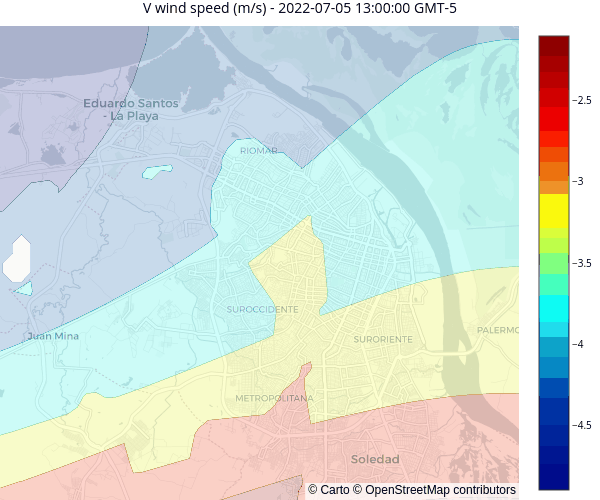 V wind speed (m/s) - 2022-07-05 13:00:00 GMT-5
Eduardo Santos
- La Playa
RIOMAR
SUROCCIDENTE
Juan Mina
SURORIENTE
PALERMO
METROPOLITANA
Soledad
−2.5
−3
−3.5
−4
−4.5
© Carto © OpenStreetMap contributors